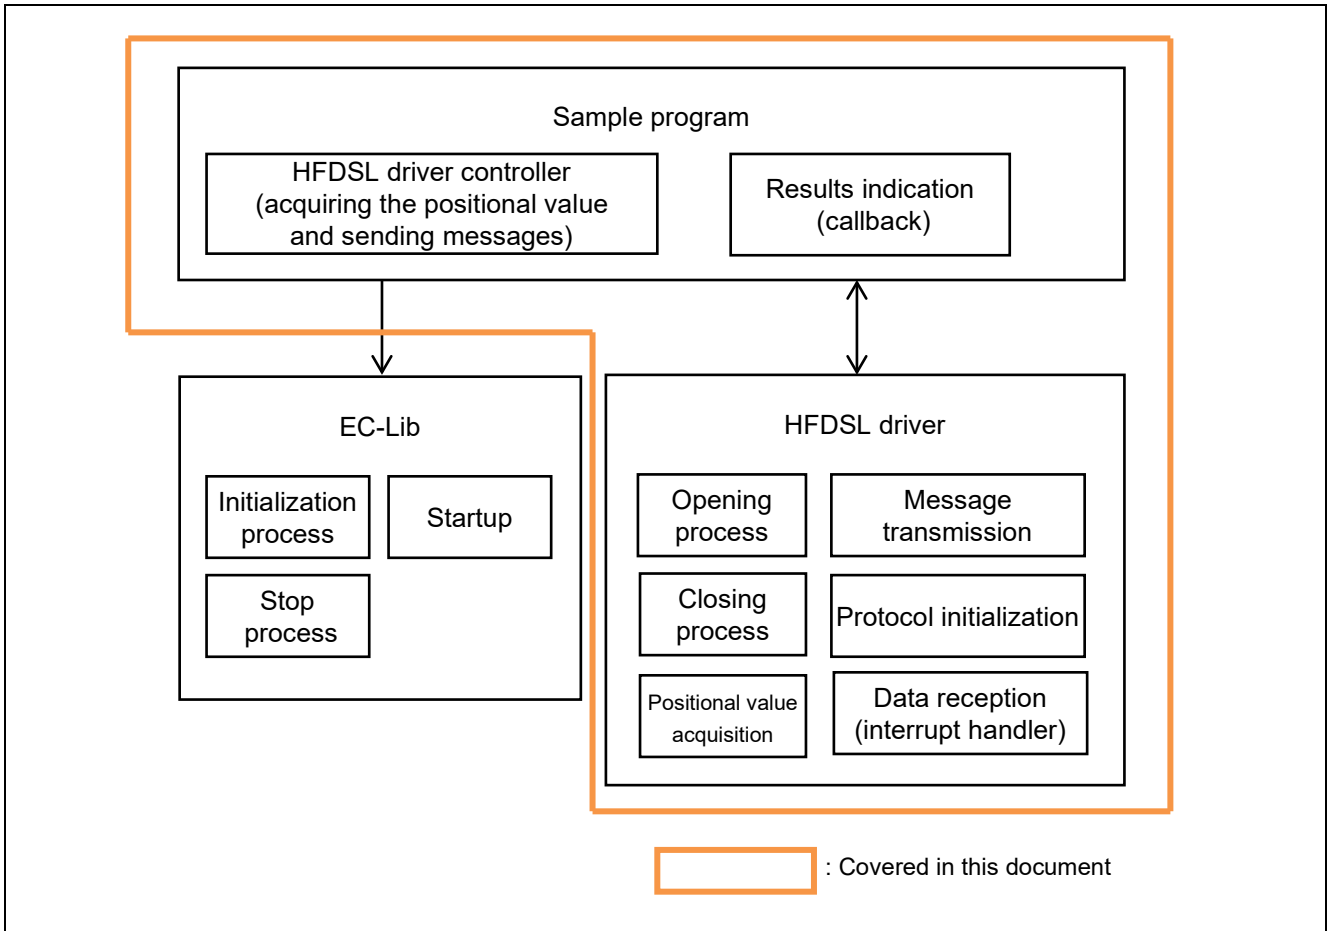 Sample program
HFDSL driver controller
(acquiring the positional value
and sending messages)
Results indication
(callback)
EC-Lib
Initialization
process
Startup
Stop
process
HFDSL driver
Opening
process
Message
transmission
Closing
process
Protocol initialization
Positional value
acquisition
Data reception
(interrupt handler)
: Covered in this document